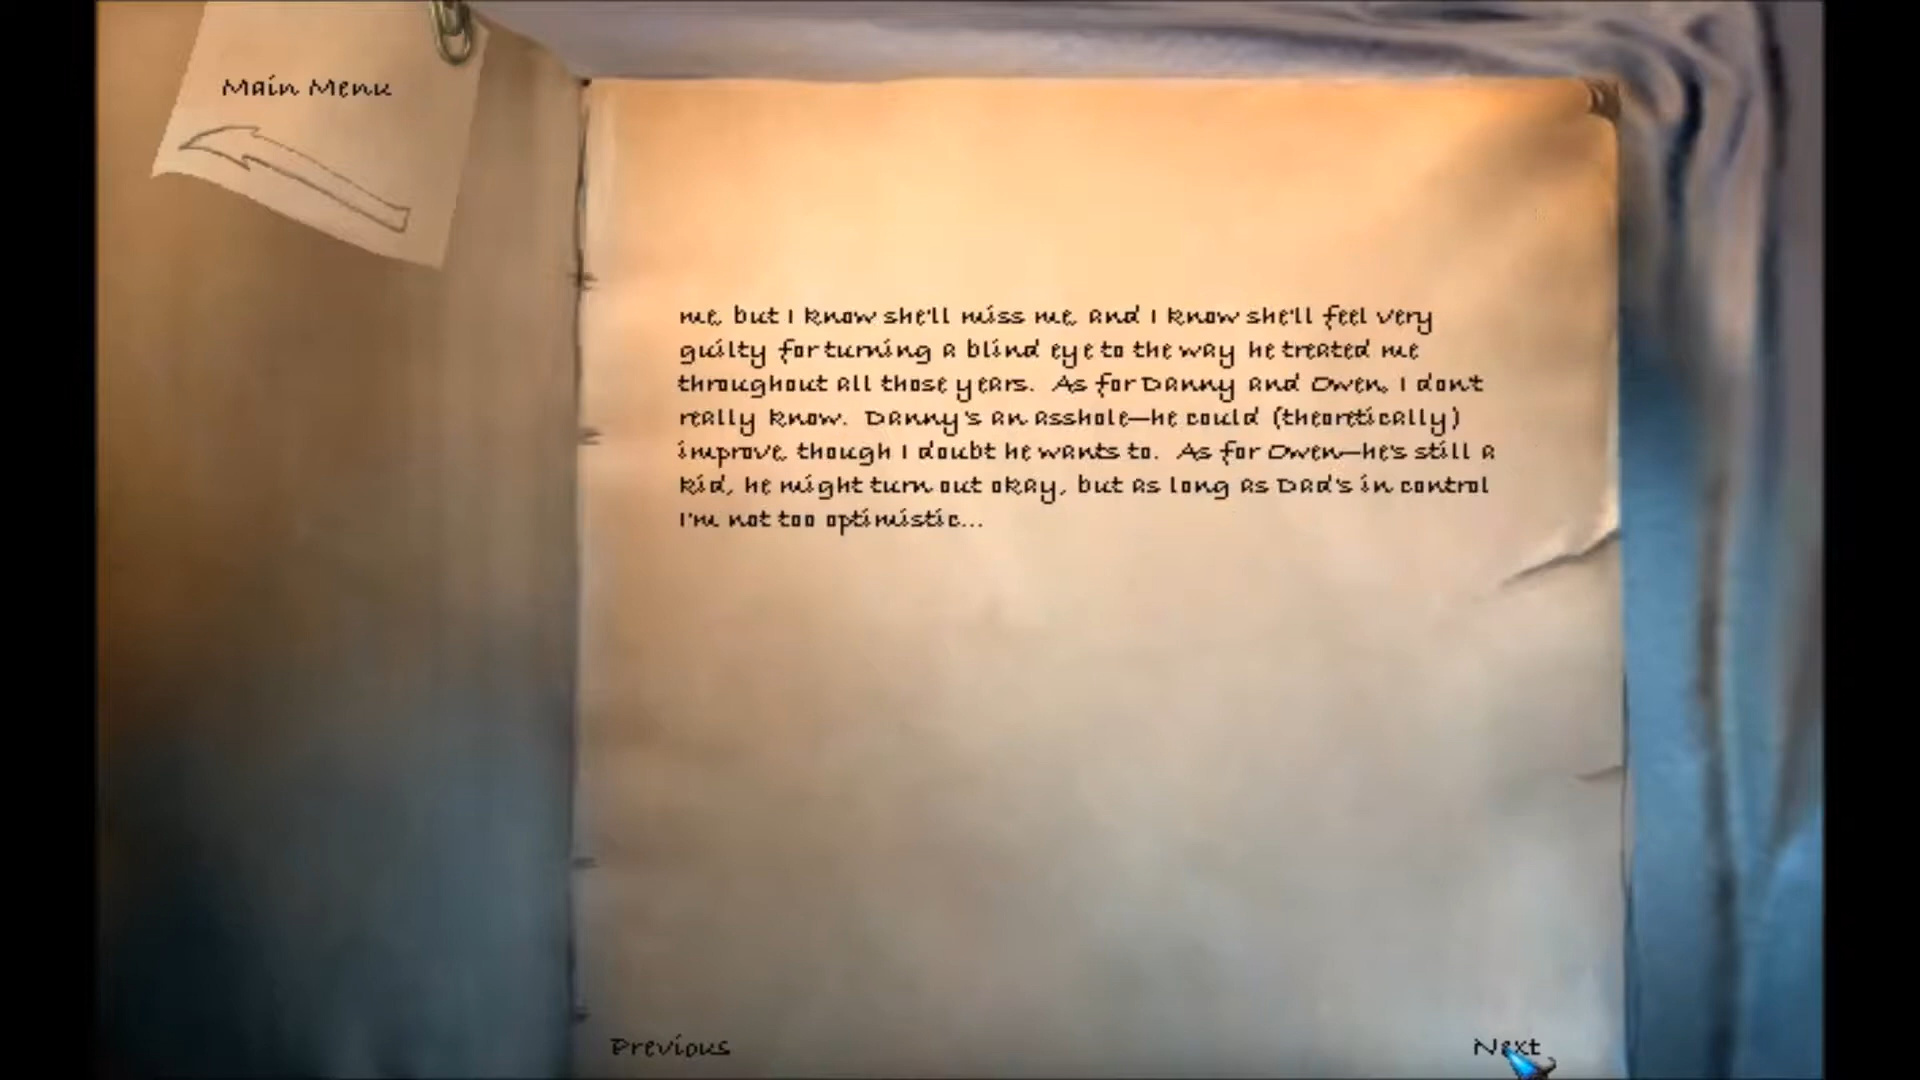 Main Menu
me, but I know she'll miss me, and I know she'll feel very
guilty for turning a blind eye to the way he treated me
throughout all those years.  As for Danny and Owen, I don't
really know.  Danny's an asshole—he could (theoretically)
improve, though I doubt he wants to.  As for Owen—he's still a
kid, he might turn out okay, but as long as Dad's in control
I'm not too optimistic...
Previous
Next